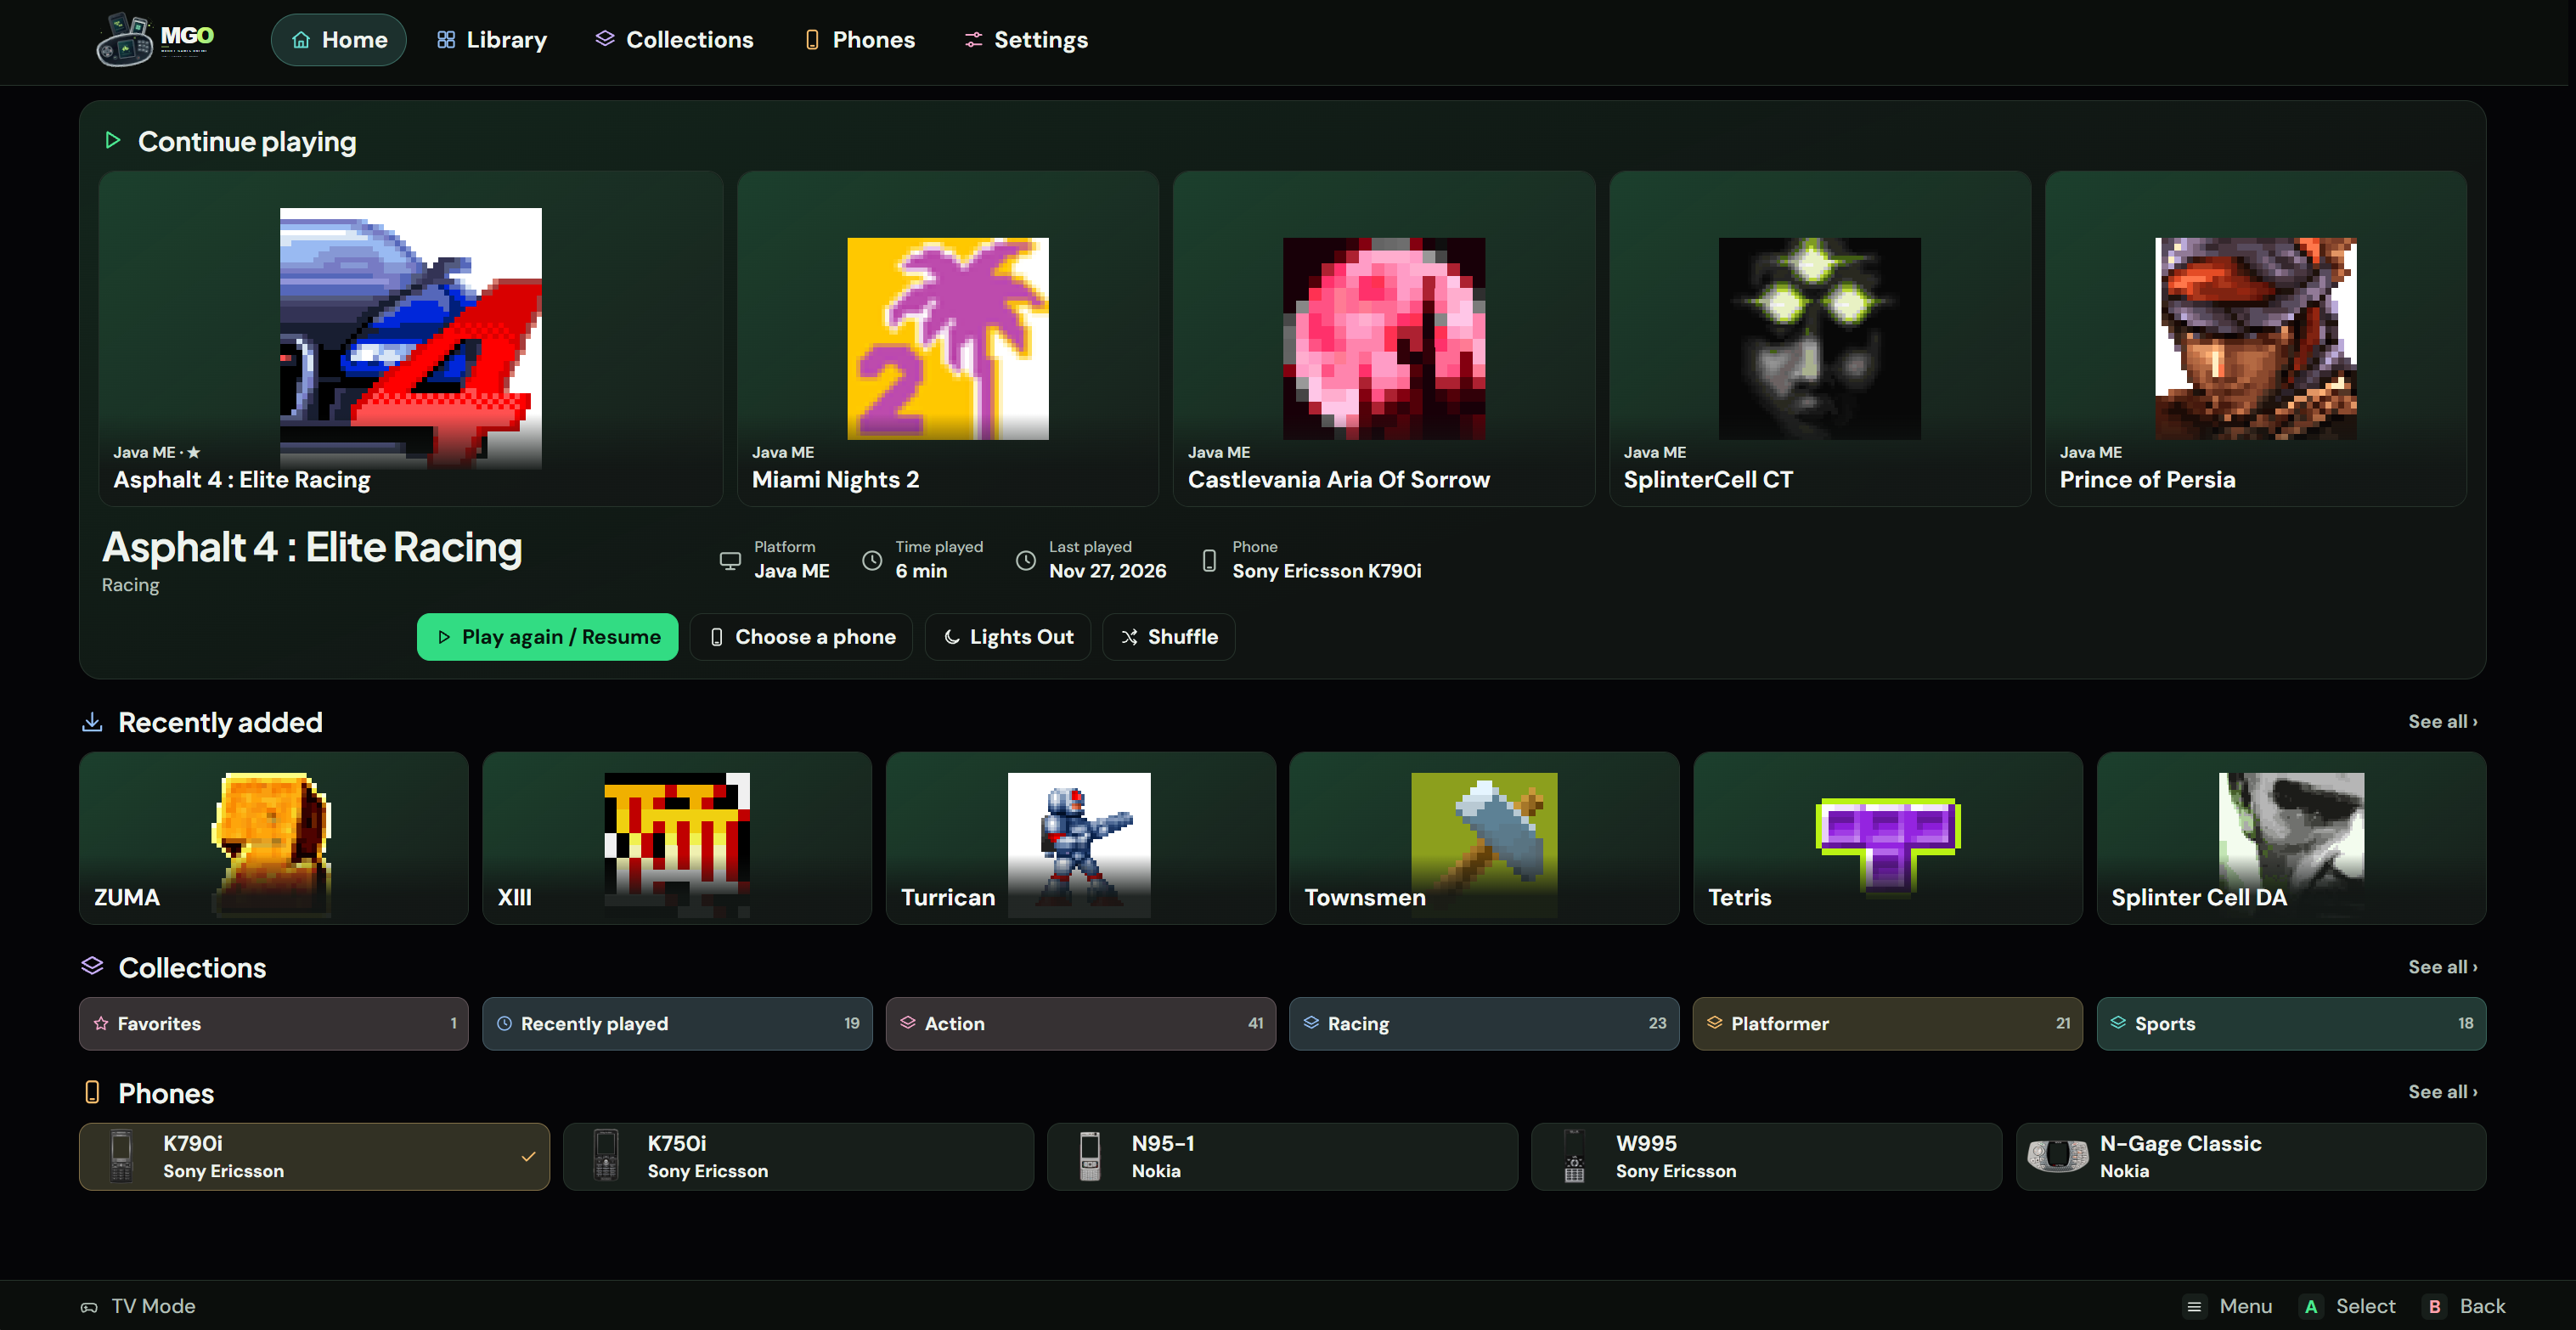 MGO
Home
Library
Collections
Phones
Settings
Continue playing
Java ME · ★
Asphalt 4 : Elite Racing
2
Java ME
Miami Nights 2
Java ME
Castlevania Aria Of Sorrow
Java ME
SplinterCell CT
Java ME
Prince of Persia
Asphalt 4 : Elite Racing
Racing
Platform
Java ME
Time played
6 min
Last played
Nov 27, 2026
Phone
Sony Ericsson K790i
Play again / Resume
Choose a phone
Lights Out
Shuffle
Recently added
See all ›
ZUMA
XIII
Turrican
Townsmen
Tetris
Splinter Cell DA
Collections
See all ›
Favorites 1
Recently played 19
Action 41
Racing 23
Platformer 21
Sports 18
Phones
See all ›
K790i
Sony Ericsson
K750i
Sony Ericsson
N95-1
Nokia
W995
Sony Ericsson
N-Gage Classic
Nokia
TV Mode
Menu
A Select
B Back